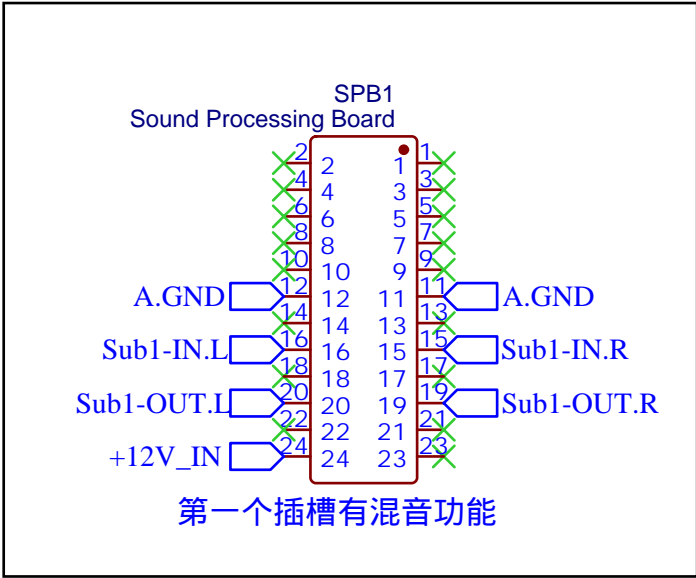 SPB1
Sound Processing Board
2 2 1 1
4 4 3 3
6 6 5 5
8 8 7 7
10 10 9 9
A.GND 12 12 11 11 A.GND
14 14 13 13
Sub1-IN.L 16 16 15 15 Sub1-IN.R
18 18 17 17
Sub1-OUT.L 20 20 19 19 Sub1-OUT.R
22 22 21 21
+12V_IN 24 24 23 23
第一个插槽有混音功能